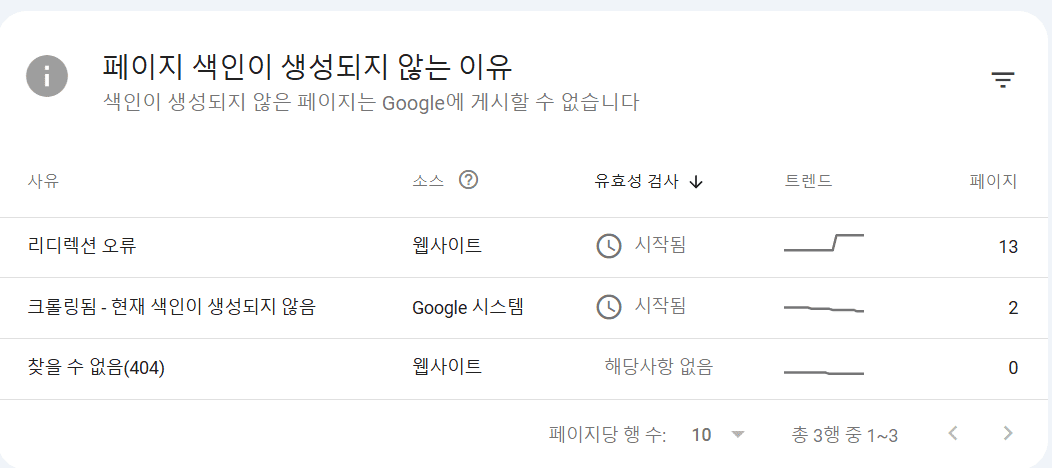 페이지 색인이 생성되지 않는 이유
색인이 생성되지 않은 페이지는 Google에 게시할 수 없습니다
사유 소스 유효성 검사 트렌드 페이지
리디렉션 오류 웹사이트 시작됨 13
크롤링됨 - 현재 색인이 생성되지 않음 Google 시스템 시작됨 2
찾을 수 없음(404) 웹사이트 해당사항 없음 0
페이지당 행 수: 10 총 3행 중 1~3